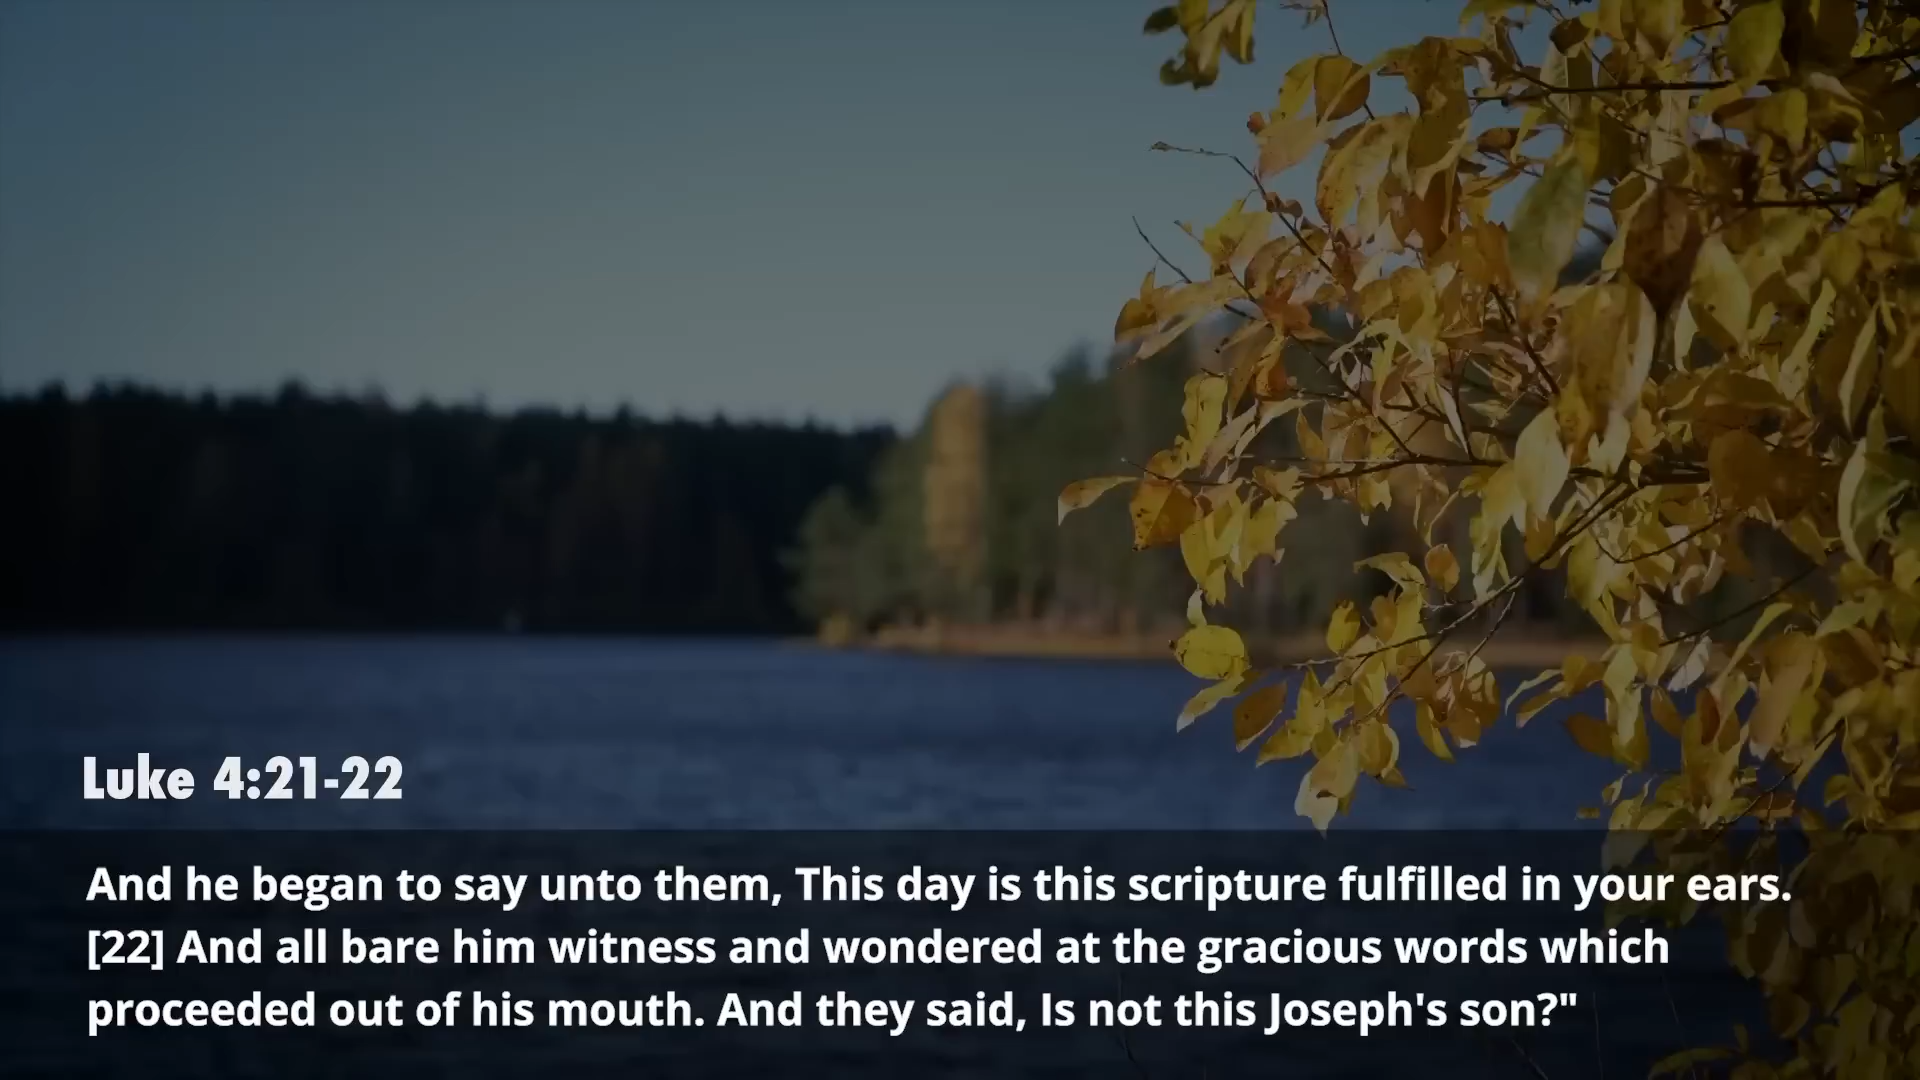 Luke 4:21-22
And he began to say unto them, This day is this scripture fulfilled in your ears.
[22] And all bare him witness and wondered at the gracious words which
proceeded out of his mouth. And they said, Is not this Joseph's son?"